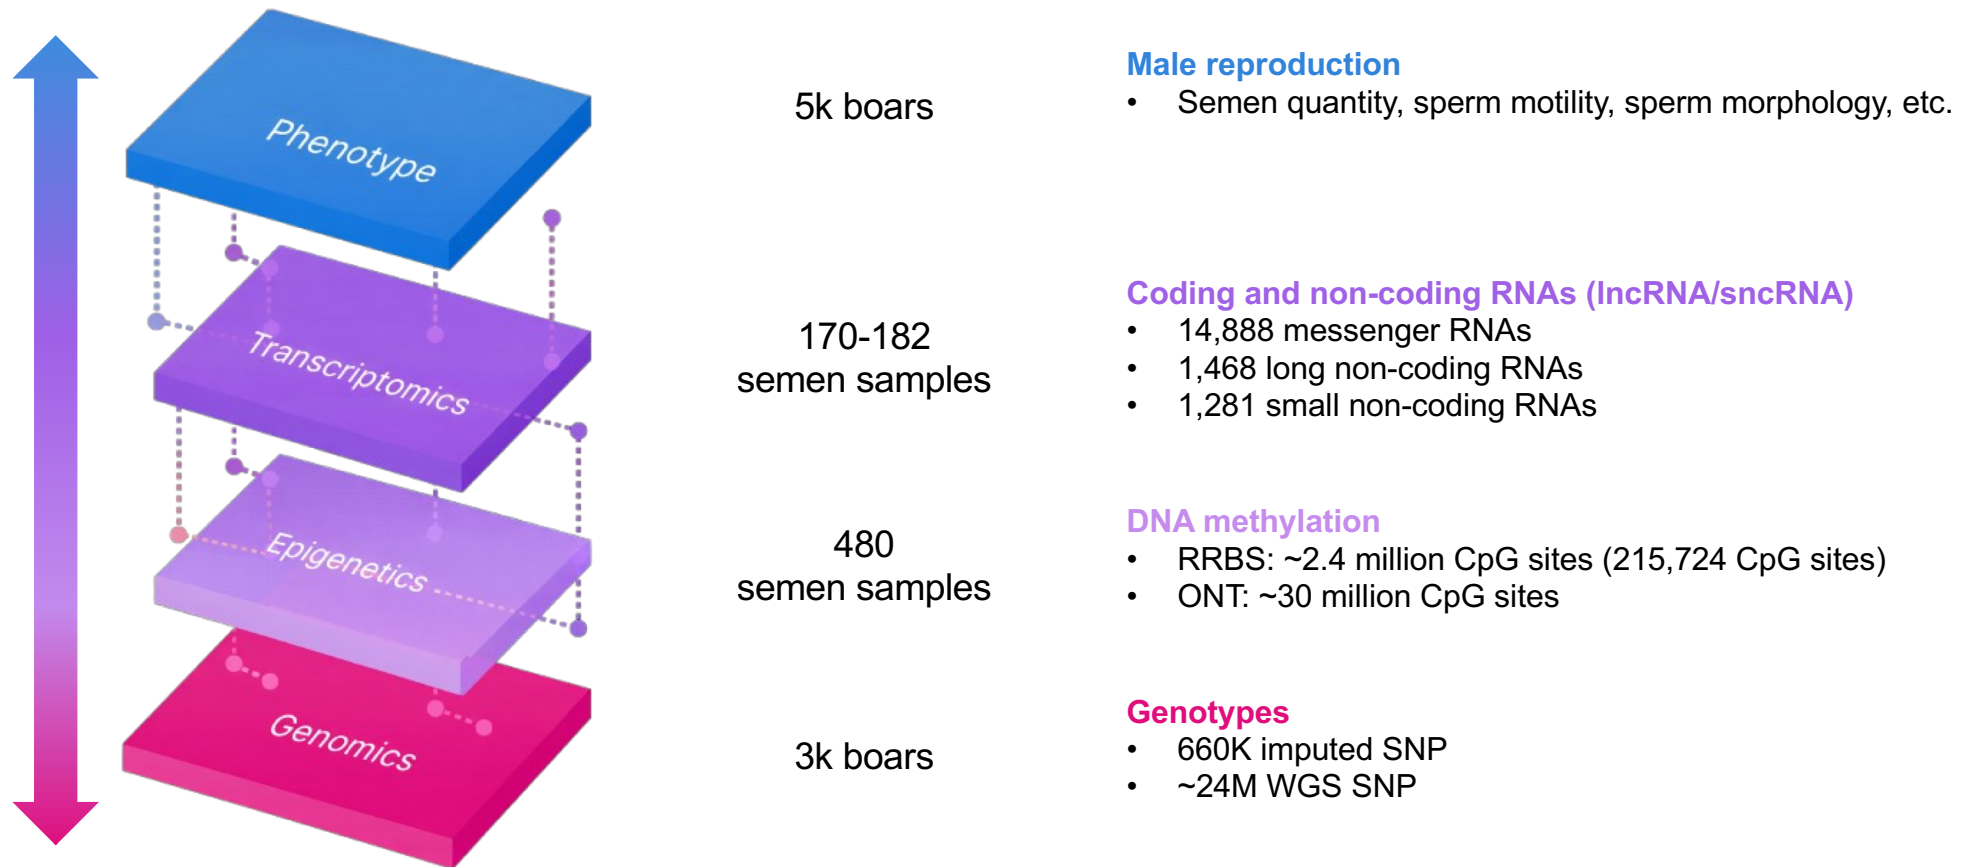 Phenotype
5k boars
Male reproduction
• Semen quantity, sperm motility, sperm morphology, etc.
Transcriptomics
170-182
semen samples
Coding and non-coding RNAs (lncRNA/sncRNA)
• 14,888 messenger RNAs
• 1,468 long non-coding RNAs
• 1,281 small non-coding RNAs
Epigenetics
480
semen samples
DNA methylation
• RRBS: ~2.4 million CpG sites (215,724 CpG sites)
• ONT: ~30 million CpG sites
Genomics
3k boars
Genotypes
• 660K imputed SNP
• ~24M WGS SNP